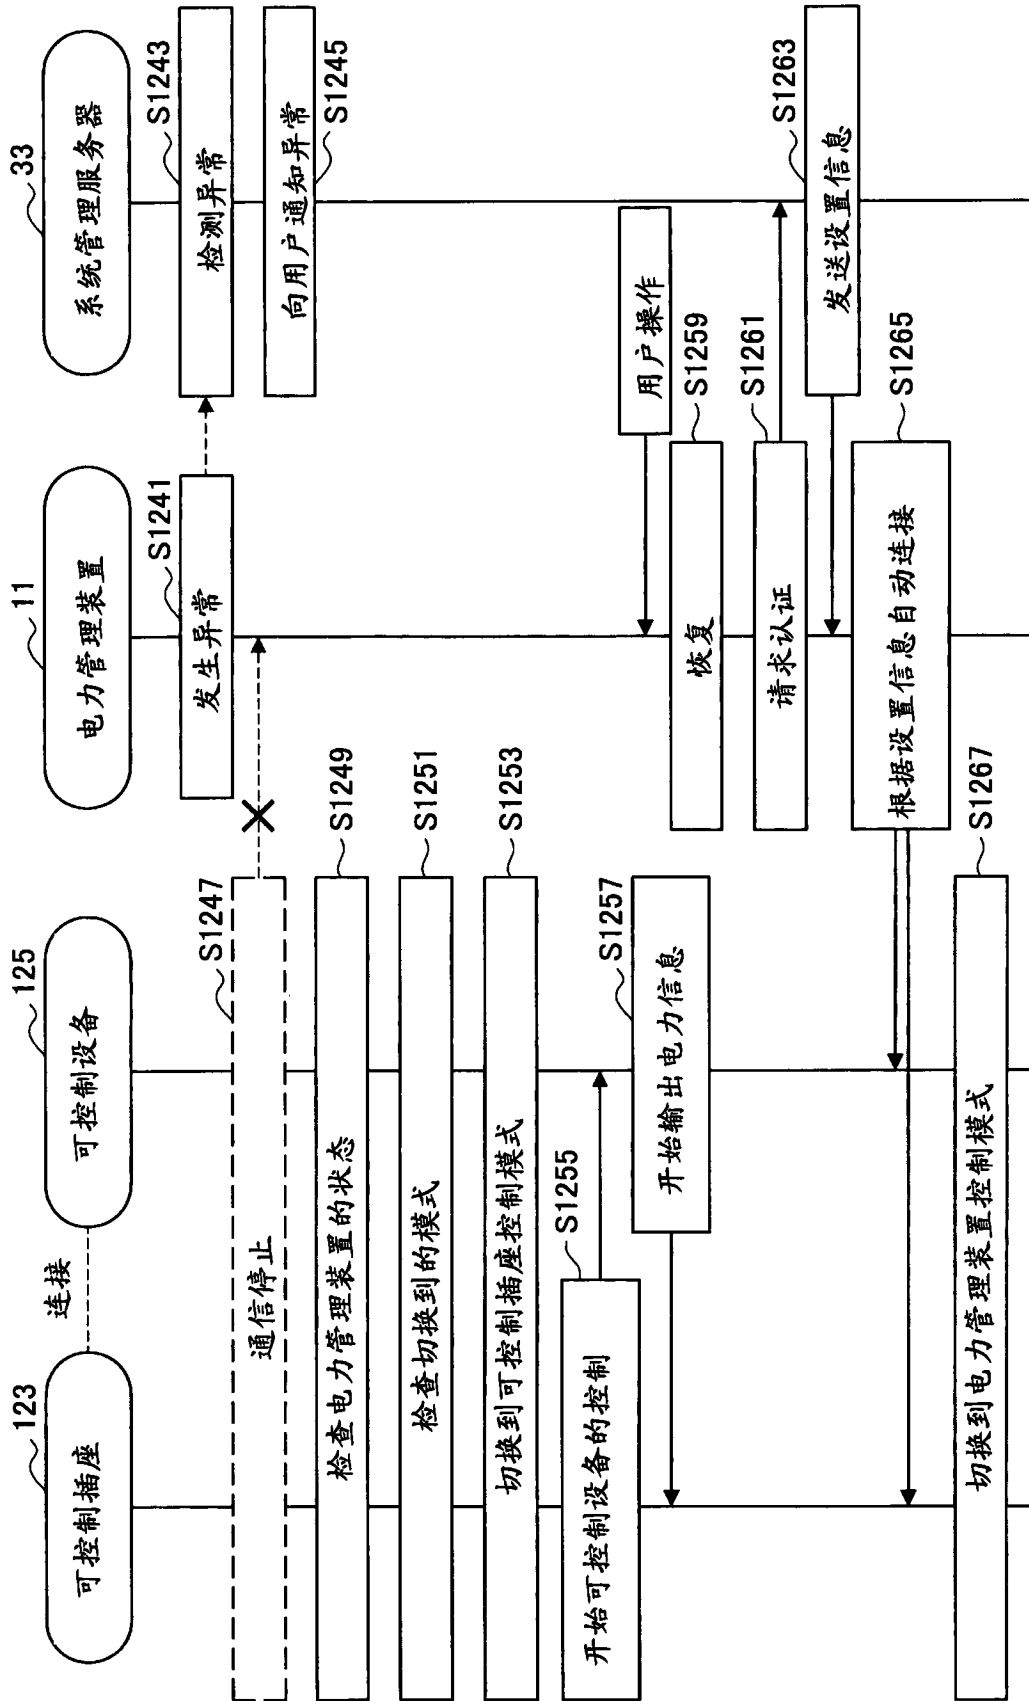 123
可控制插座
连接
125
可控制设备
11
电力管理装置
33
系统管理服务器
S1241
发生异常
S1243
检测异常
S1245
向用户通知异常
S1247
通信停止
S1249
检查电力管理装置的状态
S1251
检查切换到的模式
S1253
切换到可控制插座控制模式
S1255
开始可控制设备的控制
S1257
开始输出电力信息
用户操作
S1259
恢复
S1261
请求认证
S1263
发送设置信息
S1265
根据设置信息自动连接
S1267
切换到电力管理装置控制模式